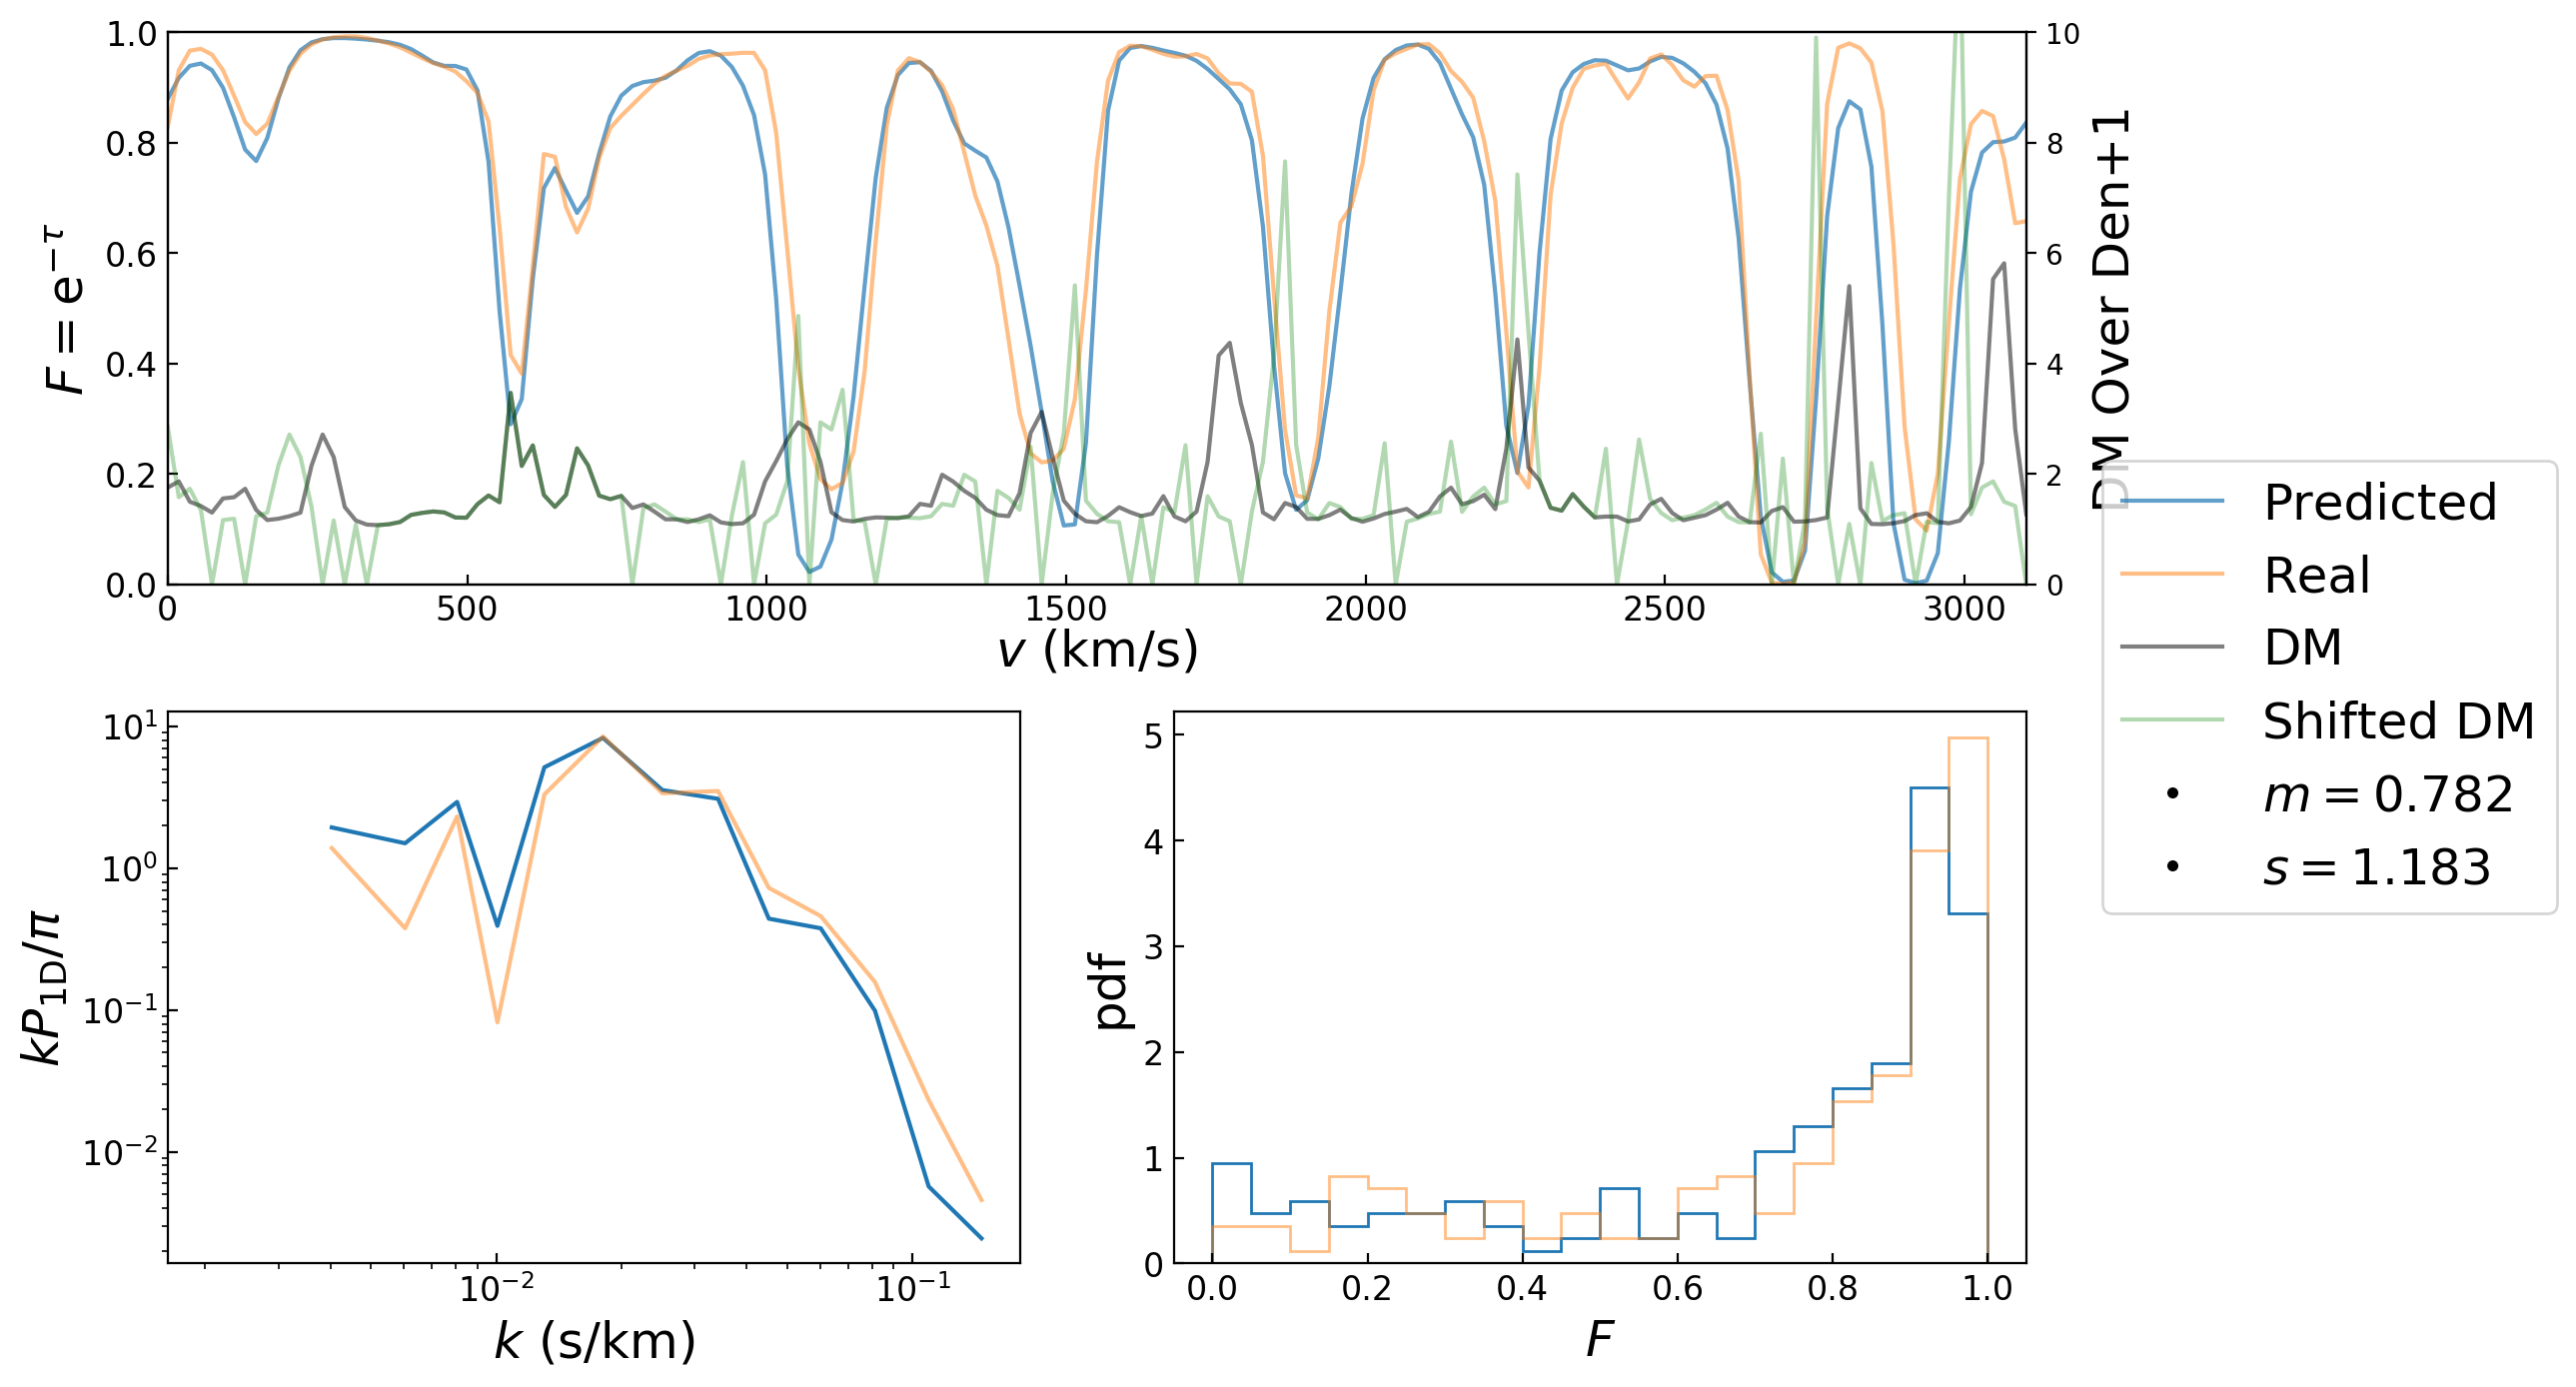 1.0
0.8
0.6
0.4
0.2
0.0
F = e^{−τ}
10
8
6
4
2
0
DM Over Den+1
0 500 1000 1500 2000 2500 3000
v (km/s)
Predicted
Real
DM
Shifted DM
m = 0.782
s = 1.183
10^1
10^0
10^{−1}
10^{−2}
kP_{1D}/π
10^{−2} 10^{−1}
k (s/km)
5
4
3
2
1
0
pdf
0.0 0.2 0.4 0.6 0.8 1.0
F